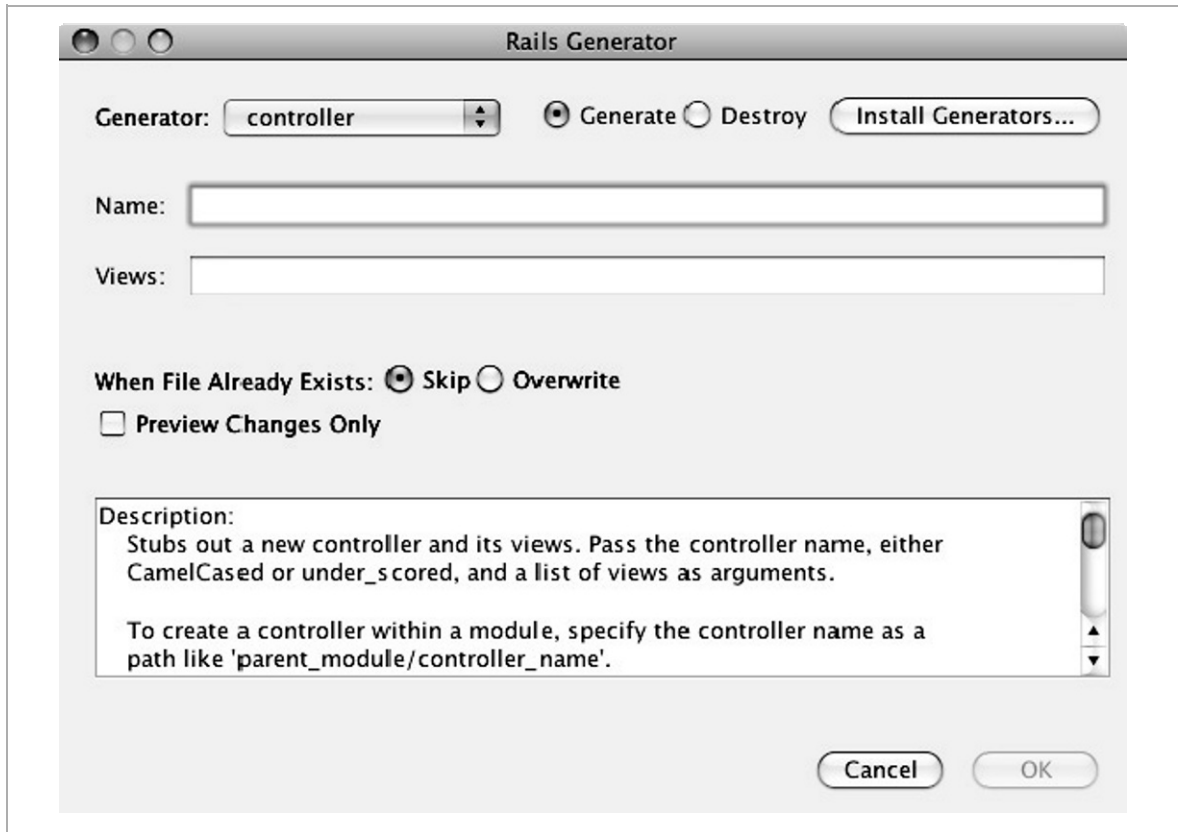 Rails Generator
Generator: controller Generate Destroy Install Generators...
Name:
Views:
When File Already Exists: Skip Overwrite
Preview Changes Only
Description:
Stubs out a new controller and its views. Pass the controller name, either
CamelCased or under_scored, and a list of views as arguments.
To create a controller within a module, specify the controller name as a
path like 'parent_module/controller_name'.
Cancel OK